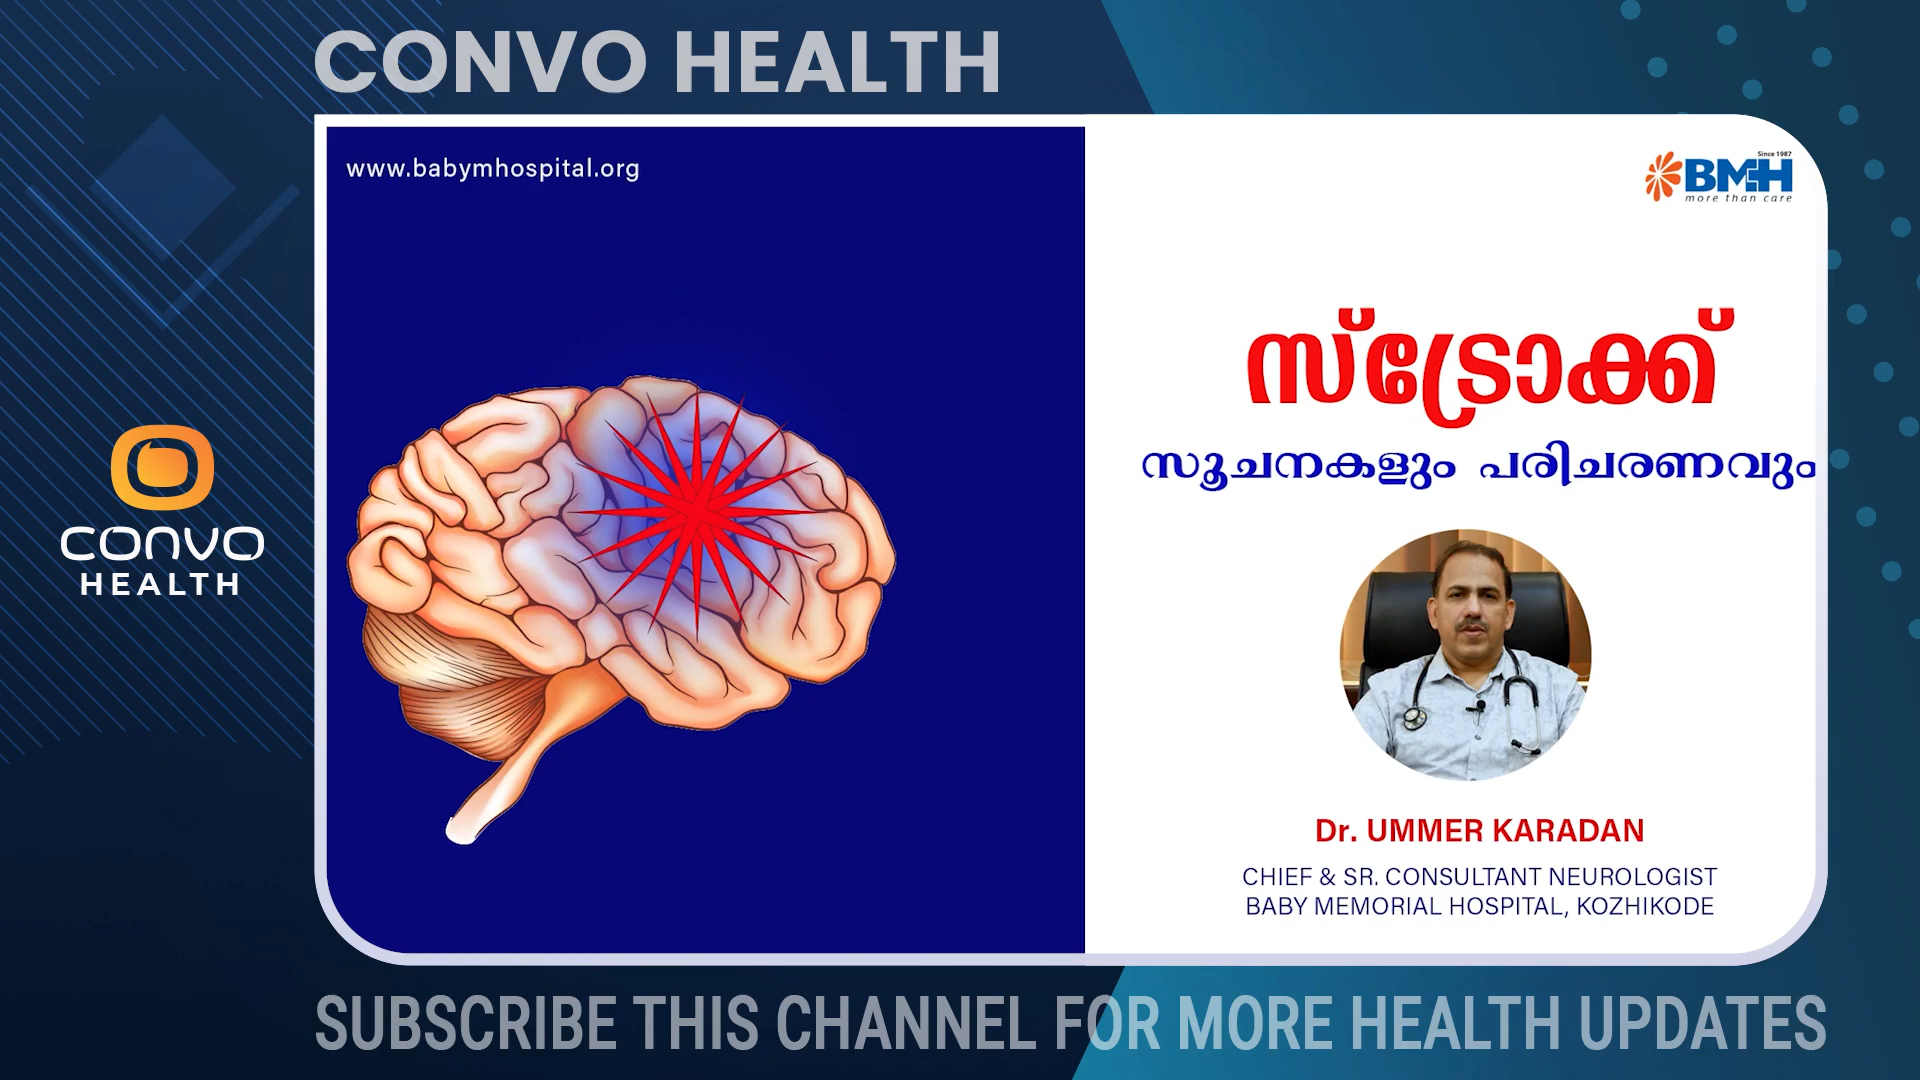 CONVO HEALTH
www.babymhospital.org
Since 1987
BMH
more than care
സ്ട്രോക്ക്
സൂചനകളും പരിചരണവും
CONVO
HEALTH
Dr. UMMER KARADAN
CHIEF & SR. CONSULTANT NEUROLOGIST
BABY MEMORIAL HOSPITAL, KOZHIKODE
SUBSCRIBE THIS CHANNEL FOR MORE HEALTH UPDATES